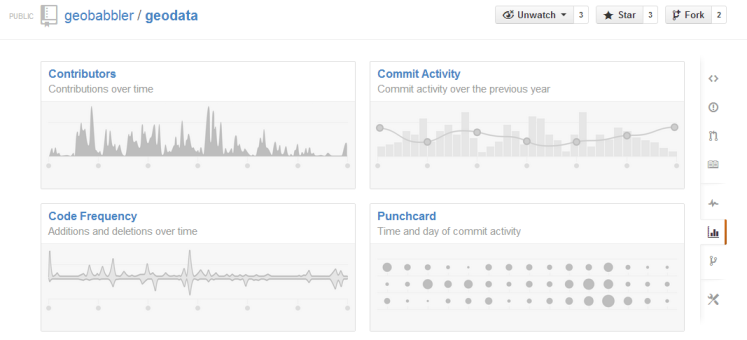 PUBLIC geobabbler / geodata Unwatch 3 Star 3 Fork 2
Contributors
Contributions over time
Commit Activity
Commit activity over the previous year
Code Frequency
Additions and deletions over time
Punchcard
Time and day of commit activity